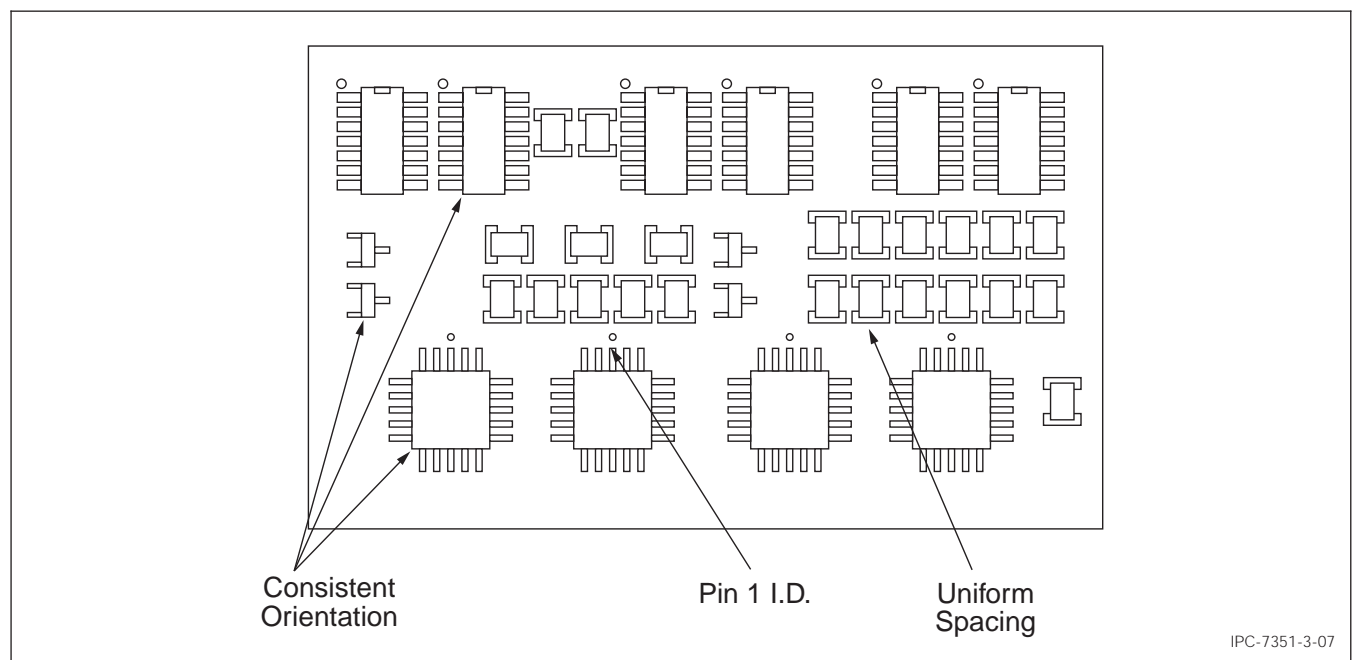 Consistent
Orientation
Pin 1 I.D.
Uniform
Spacing
IPC-7351-3-07